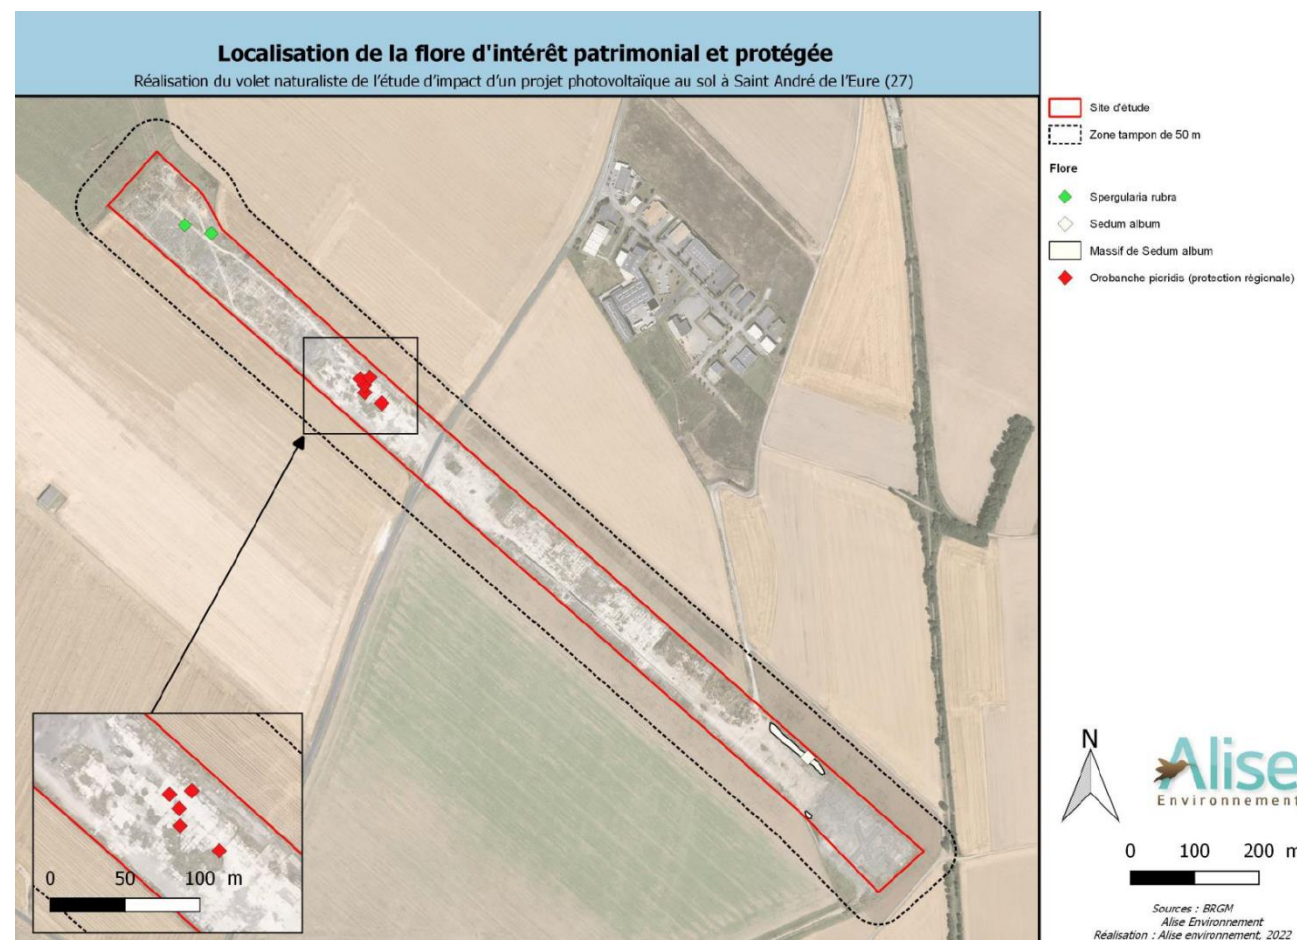 Localisation de la flore d'intérêt patrimonial et protégée
Réalisation du volet naturaliste de l'étude d'impact d'un projet photovoltaïque au sol à Saint André de l'Eure (27)
Site d'étude
Zone tampon de 50 m
Flore
Spergularia rubra
Sedum album
Massif de Sedum album
Orobanche picridis (protection régionale)
N
Alise
Environnement
0 100 200 m
Sources : BRGM
Alise Environnement
Réalisation : Alise environnement, 2022
0 50 100 m